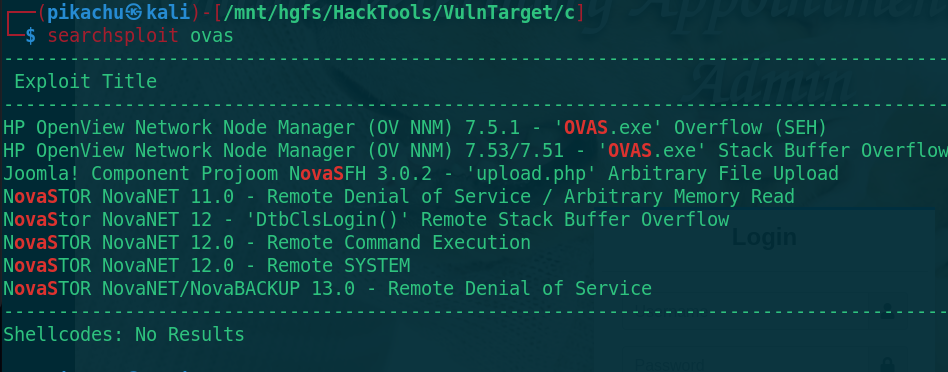 (pikachu㉿kali)-[/mnt/hgfs/HackTools/VulnTarget/c]
$ searchsploit ovas
Exploit Title
HP OpenView Network Node Manager (OV NNM) 7.5.1 - 'OVAS.exe' Overflow (SEH)
HP OpenView Network Node Manager (OV NNM) 7.53/7.51 - 'OVAS.exe' Stack Buffer Overflow
Joomla! Component Projoom NovaSFH 3.0.2 - 'upload.php' Arbitrary File Upload
NovaSTOR NovaNET 11.0 - Remote Denial of Service / Arbitrary Memory Read
NovaStor NovaNET 12 - 'DtbClsLogin()' Remote Stack Buffer Overflow
NovaSTOR NovaNET 12.0 - Remote Command Execution
NovaSTOR NovaNET 12.0 - Remote SYSTEM
NovaSTOR NovaNET/NovaBACKUP 13.0 - Remote Denial of Service
Shellcodes: No Results
Admin
Login